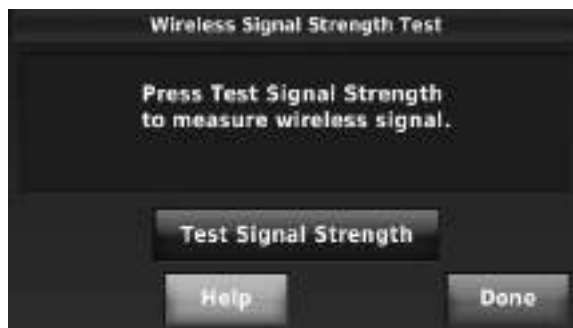 Wireless Signal Strength Test
Press Test Signal Strength
to measure wireless signal.
Test Signal Strength
Help
Done